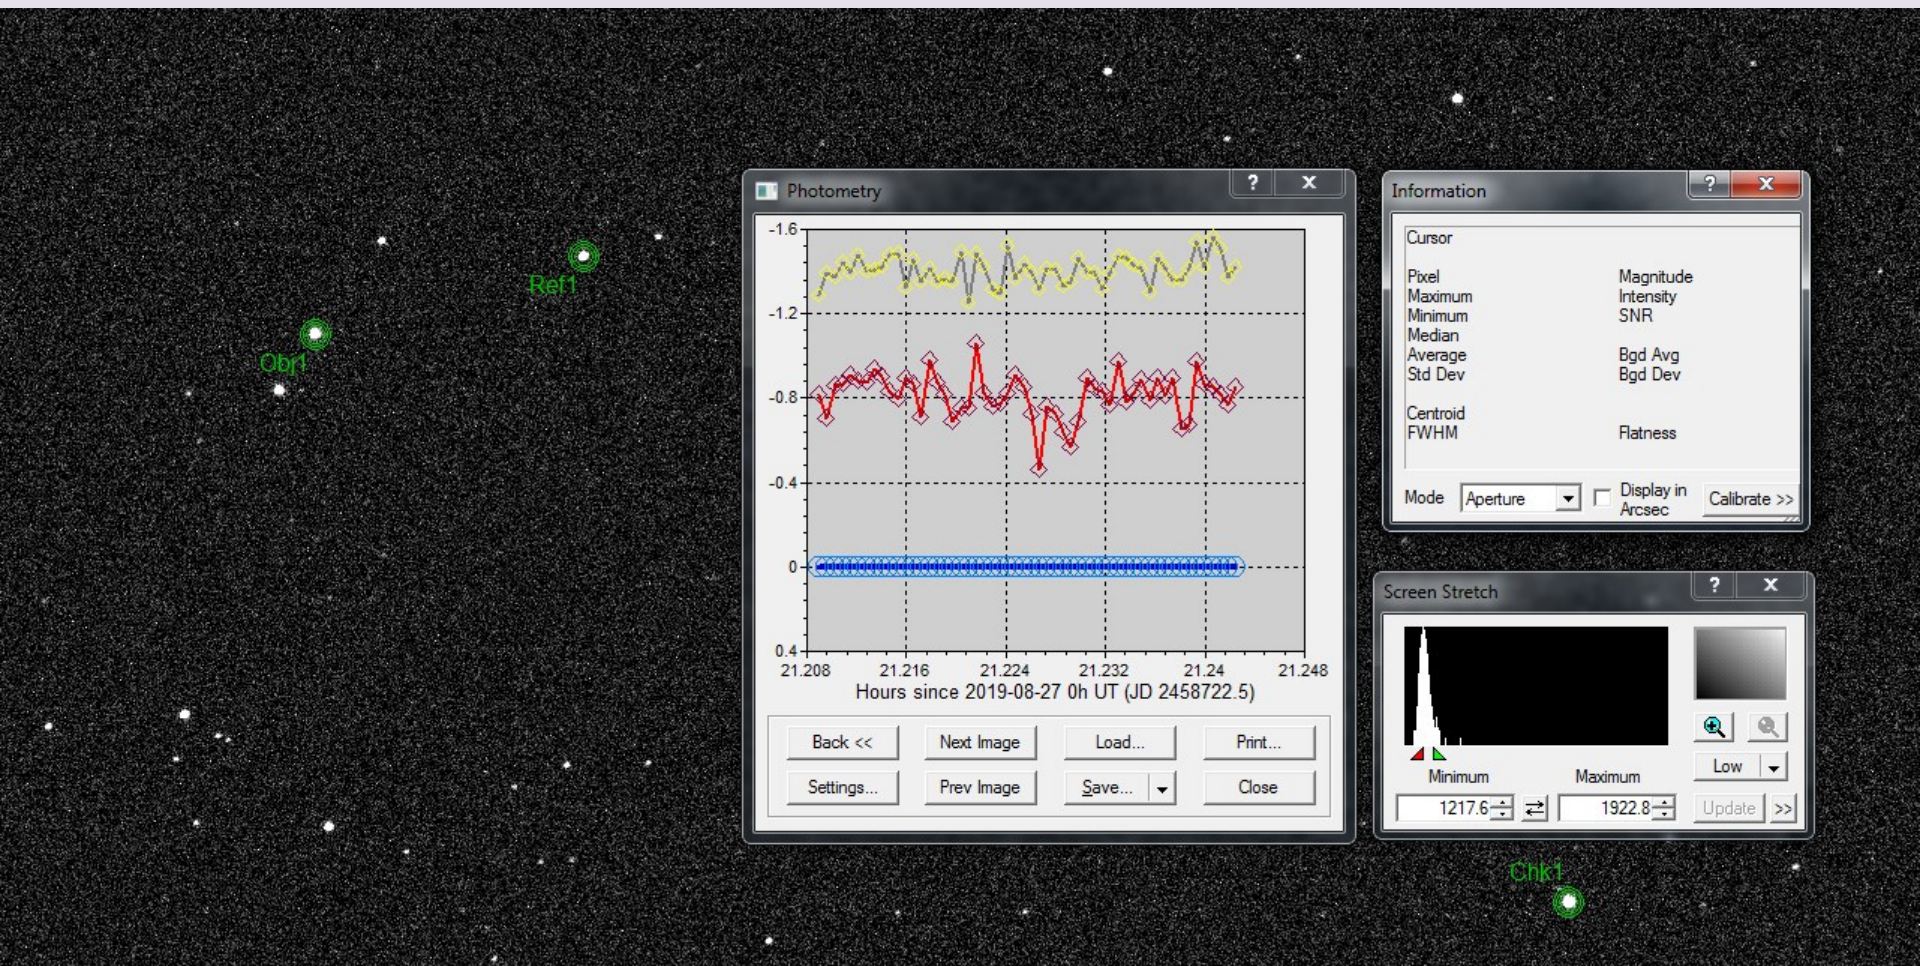 Ref1
Obj1
Photometry
-1.6
-1.2
-0.8
-0.4
0
0.4
21.208 21.216 21.224 21.232 21.24 21.248
Hours since 2019-08-27 0h UT (JD 2458722.5)
Back << Next Image Load... Print...
Settings... Prev Image Save... Close
Information
Cursor
Pixel Magnitude
Maximum Intensity
Minimum SNR
Median
Average Bgd Avg
Std Dev Bgd Dev
Centroid
FWHM Flatness
Mode Aperture Display in Arcsec Calibrate >>
Screen Stretch
Low
Minimum Maximum
1217.6 1922.8 Update >>
Chk1